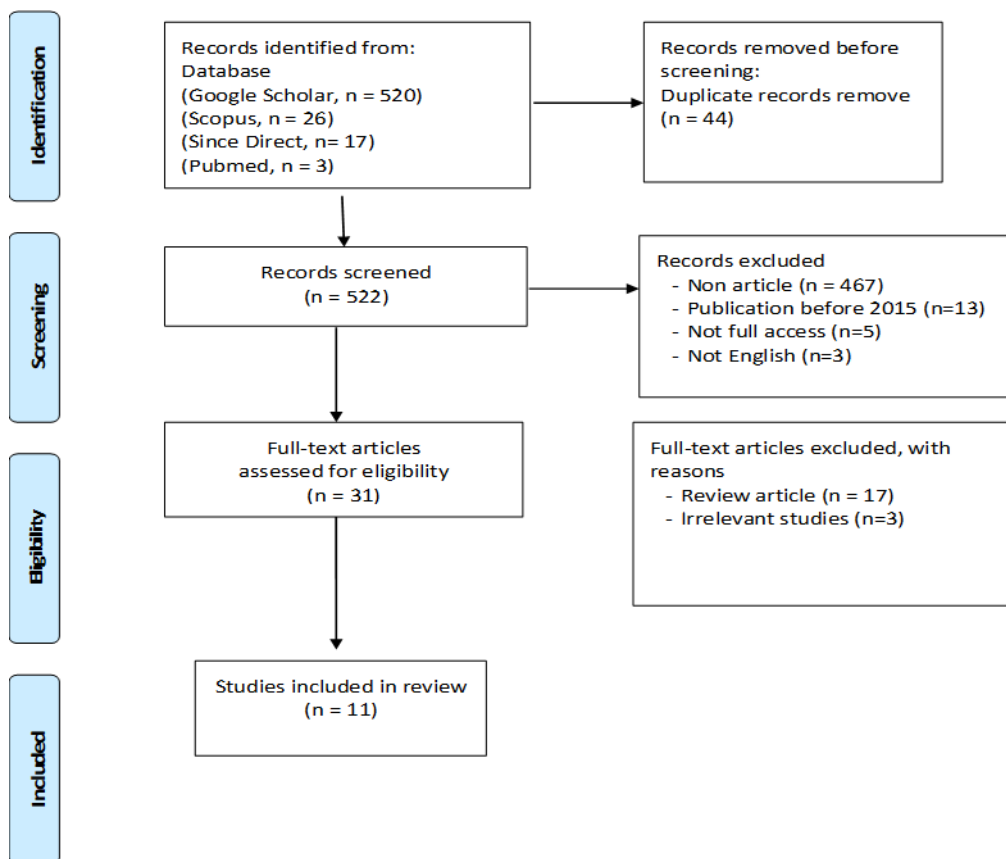 Identification
Records identified from:
Database
(Google Scholar, n = 520)
(Scopus, n = 26)
(Since Direct, n= 17)
(Pubmed, n = 3)
Records removed before
screening:
Duplicate records remove
(n = 44)
Screening
Records screened
(n = 522)
Records excluded
- Non article (n = 467)
- Publication before 2015 (n=13)
- Not full access (n=5)
- Not English (n=3)
Eligibility
Full-text articles
assessed for eligibility
(n = 31)
Full-text articles excluded, with
reasons
- Review article (n = 17)
- Irrelevant studies (n=3)
Included
Studies included in review
(n = 11)